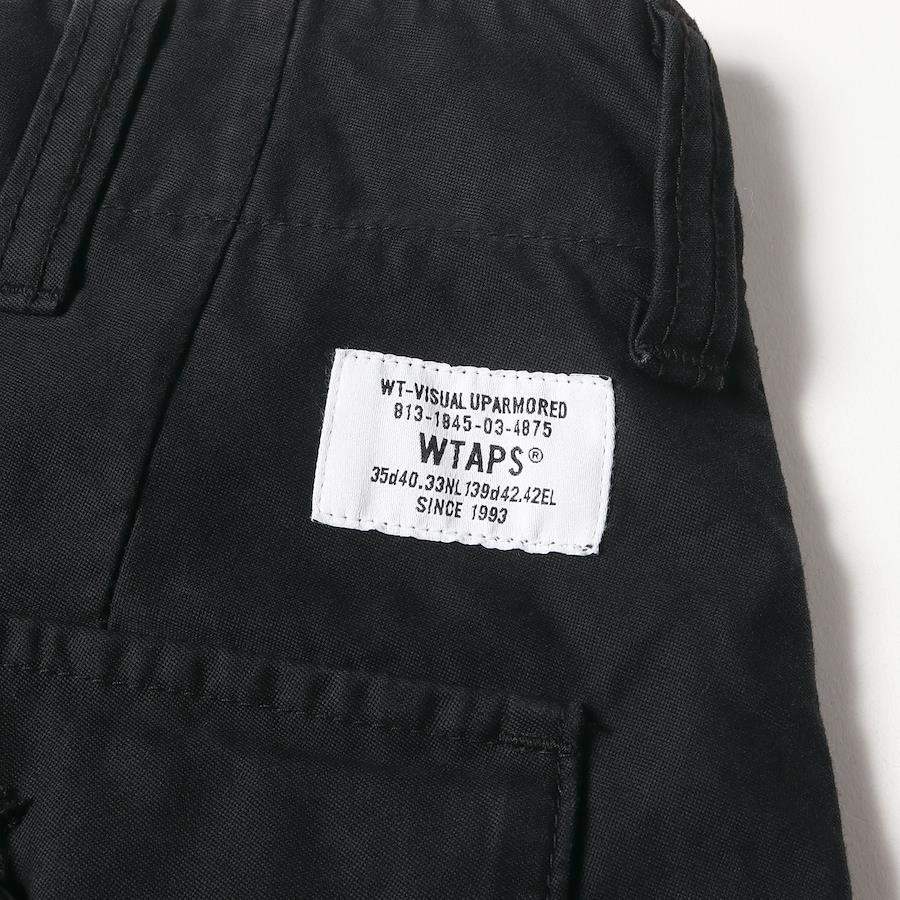 WT-VISUAL UPARMORED
813-1845-03-4875
WTAPS®
35d40.33NL139d42.42EL
SINCE 1993